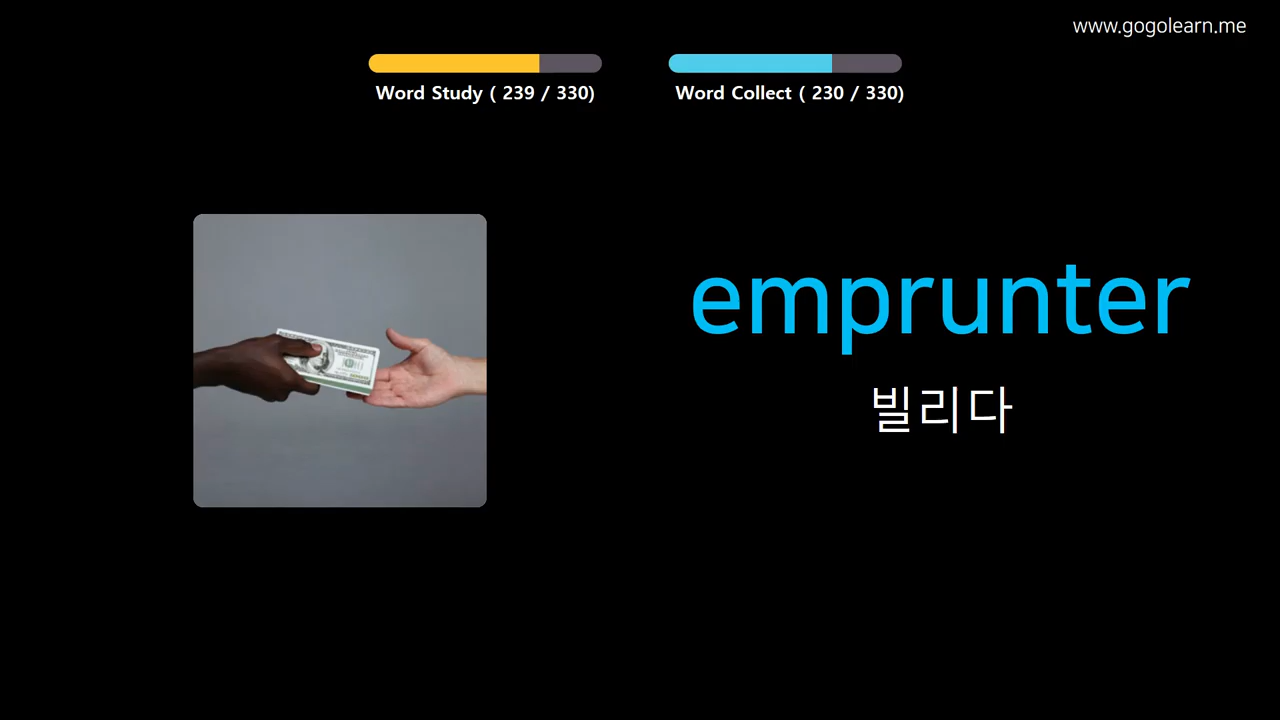 www.gogolearn.me
Word Study ( 239 / 330)
Word Collect ( 230 / 330)
emprunter
빌리다